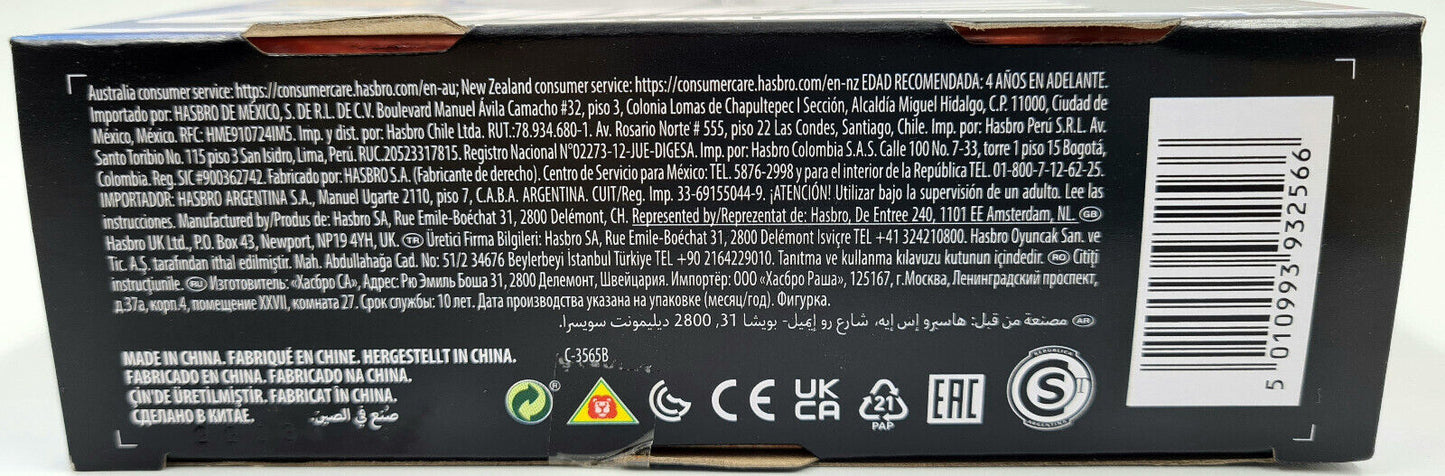 Australia consumer service: https://consumercare.hasbro.com/en-au; New Zealand consumer service: https://consumercare.hasbro.com/en-nz EDAD RECOMENDADA: 4 AÑOS EN ADELANTE.
Importado por: HASBRO DE MÉXICO, S. DE R.L. DE C.V. Boulevard Manuel Ávila Camacho #32, piso 3, Colonia Lomas de Chapultepec I Sección, Alcaldía Miguel Hidalgo, C.P. 11000, Ciudad de
México, México. RFC: HME910724IN5. Imp. y dist. por: Hasbro Chile Ltda. RUT.:78.934.680-1. Av. Rosario Norte # 555, piso 22 Las Condes, Santiago, Chile. Imp. por: Hasbro Perú S.R.L. Av.
Santo Toribio No. 115 piso 3 San Isidro, Lima, Perú. RUC.20523317815. Registro Nacional N°02273-12-JUE-DIGESA. Imp. por: Hasbro Colombia S.A.S. Calle 100 No. 7-33, torre 1 piso 15 Bogotá,
Colombia. Reg. SIC #900362742. Fabricado por: HASBRO S.A. (Fabricante de derecho). Centro de Servicio para México: TEL. 5876-2998 y para el interior de la República TEL. 01-800-7-12-62-25.
IMPORTADOR: HASBRO ARGENTINA S.A., Manuel Ugarte 2110, piso 7, C.A.B.A. ARGENTINA. CUIT/Reg. Imp. 33-69155044-9. ¡ATENCIÓN! Utilizar bajo la supervisión de un adulto. Lee las
instrucciones. Manufactured by/Produs de: Hasbro SA, Rue Emile-Boéchat 31, 2800 Delémont, CH. Represented by/Reprezentat de: Hasbro, De Entree 240, 1101 EE Amsterdam, NL. GB
Hasbro UK Ltd., P.O. Box 43, Newport, NP19 4YH, UK. TR Üretici Firma Bilgileri: Hasbro SA, Rue Emile-Boéchat 31, 2800 Delémont Isviçre TEL +41 324210800. Hasbro Oyuncak San. ve
Tic. A.Ş. tarafından ithal edilmiştir. Mah. Abdullahağa Cad. No: 51/2 34676 Beylerbeyi İstanbul Türkiye TEL +90 2164229010. Tanıtma ve kullanma kılavuzu kutunun içindedir. RO Citiți
instrucțiunile. RU Изготовитель: «Хасбро СА», Адрес: Рю Эмиль Боша 31, 2800 Делемонт, Швейцария. Импортёр: ООО «Хасбро Раша», 125167, г. Москва, Ленинградский проспект,
д.37а, корп.4, помещение XXVII, комната 27. Срок службы: 10 лет. Дата производства указана на упаковке (месяц/год). Фигурка.
AR مصنعة من قبل: هاسبرو إس إيه، شارع رو إيميل- بويشا 31, 2800 ديليمونت سويسرا.
MADE IN CHINA. FABRIQUÉ EN CHINE. HERGESTELLT IN CHINA.
FABRICADO EN CHINA. FABRICADO NA CHINA.
ÇİN'DE ÜRETİLMİŞTİR. FABRICAT ÎN CHINA.
СДЕЛАНО В КИТАЕ. صُنِع في الصين.
C-3565B
®
CE
UK
CA
21
PAP
EAC
REPUBLICA
S T
ARGENTINA
5 010993 932566